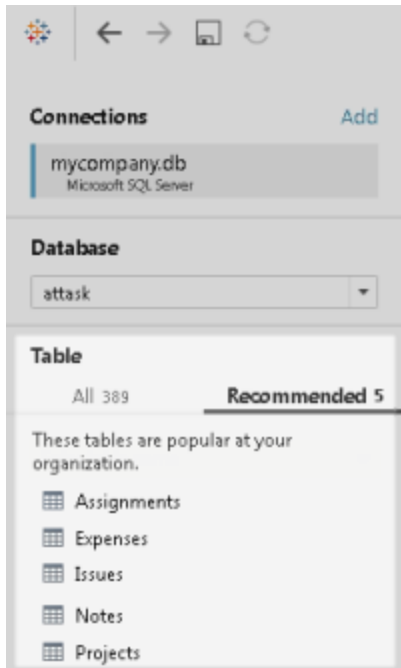 Connections Add
mycompany.db
Microsoft SQL Server
Database
attask
Table
All 389 Recommended 5
These tables are popular at your
organization.
Assignments
Expenses
Issues
Notes
Projects